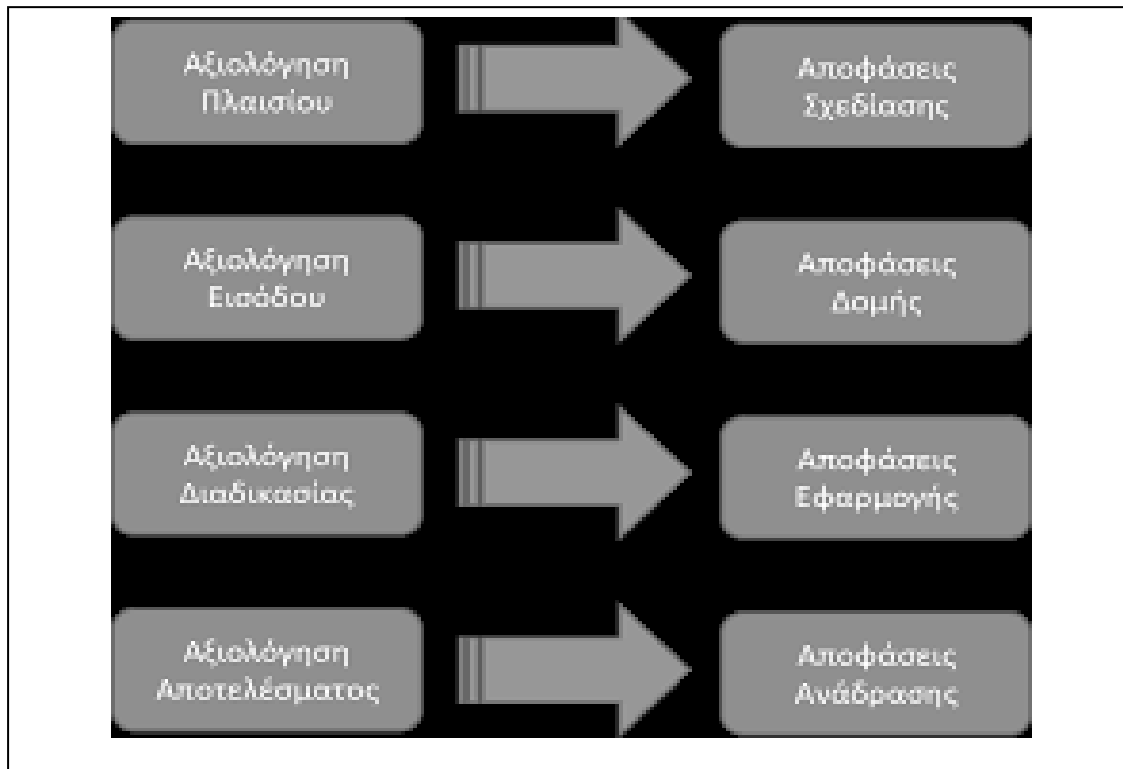 Αξιολόγηση
Πλαισίου
Αποφάσεις
Σχεδίασης
Αξιολόγηση
Εισόδου
Αποφάσεις
Δομής
Αξιολόγηση
Διαδικασίας
Αποφάσεις
Εφαρμογής
Αξιολόγηση
Αποτελέσματος
Αποφάσεις
Ανάδρασης